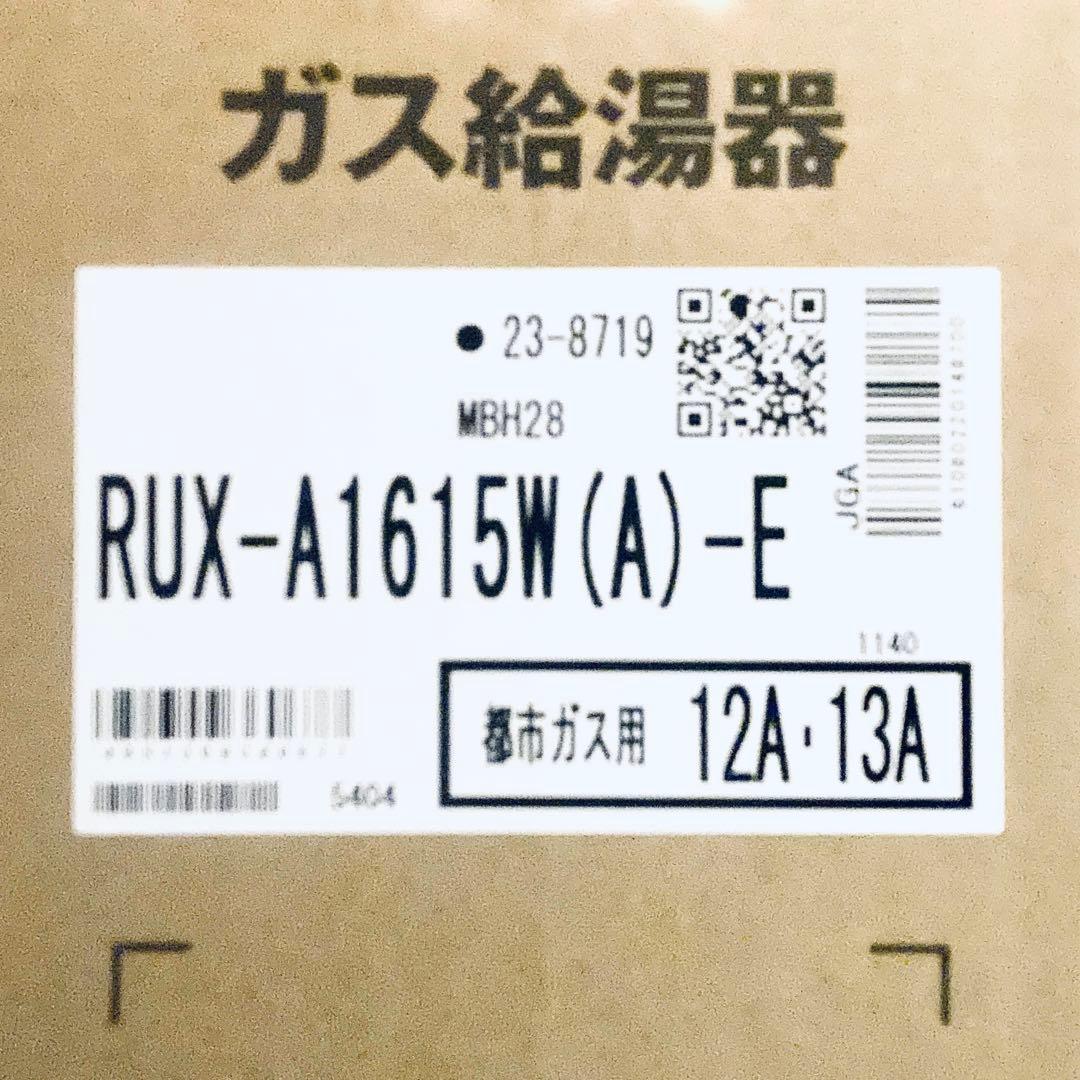 ガス給湯器
● 23-8719
MBH28
RUX-A1615W(A)-E
JGA
1140
都市ガス用 12A・13A
5404